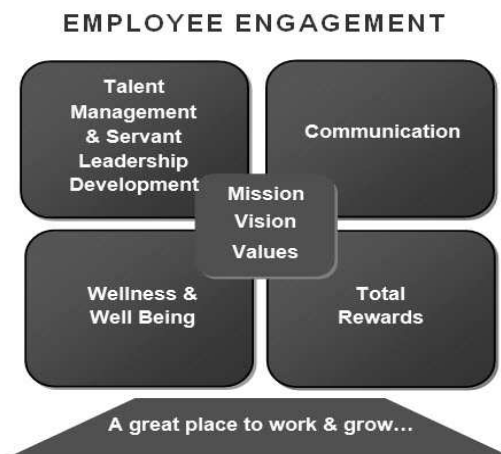 EMPLOYEE ENGAGEMENT
Talent
Management
& Servant
Leadership
Development
Communication
Mission
Vision
Values
Wellness &
Well Being
Total
Rewards
A great place to work & grow...